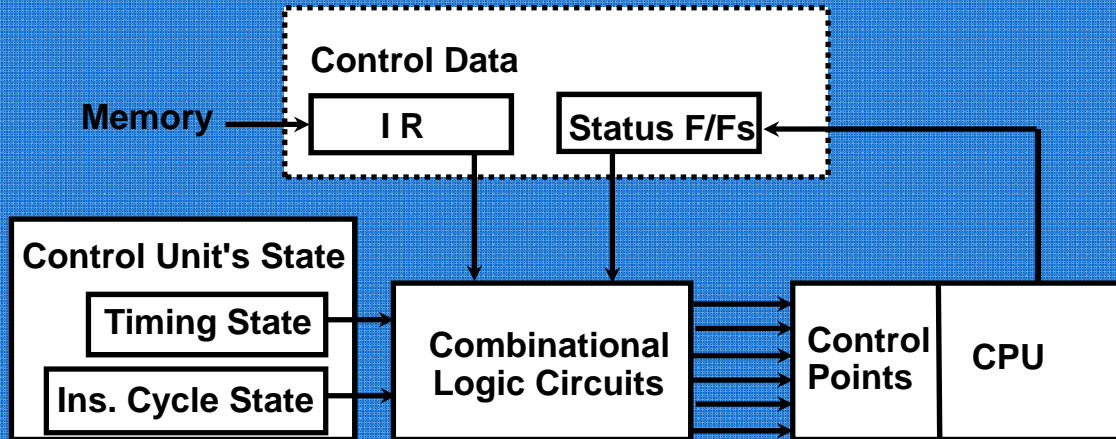 Control Data
Memory
I R
Status F/Fs
Control Unit's State
Timing State
Ins. Cycle State
Combinational
Logic Circuits
Control
Points
CPU